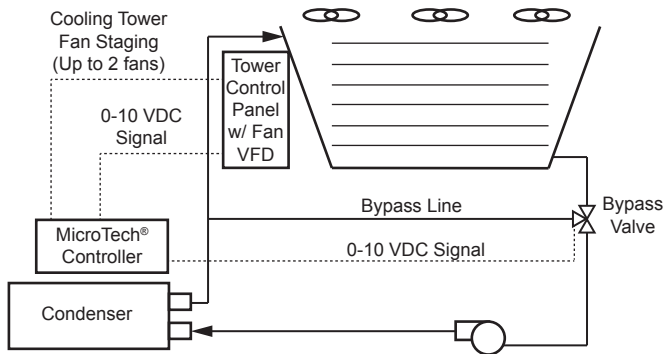 Cooling Tower
Fan Staging
(Up to 2 fans)
Tower
Control
Panel
w/ Fan
VFD
0-10 VDC
Signal
Bypass Line
Bypass
Valve
MicroTech®
Controller
0-10 VDC Signal
Condenser